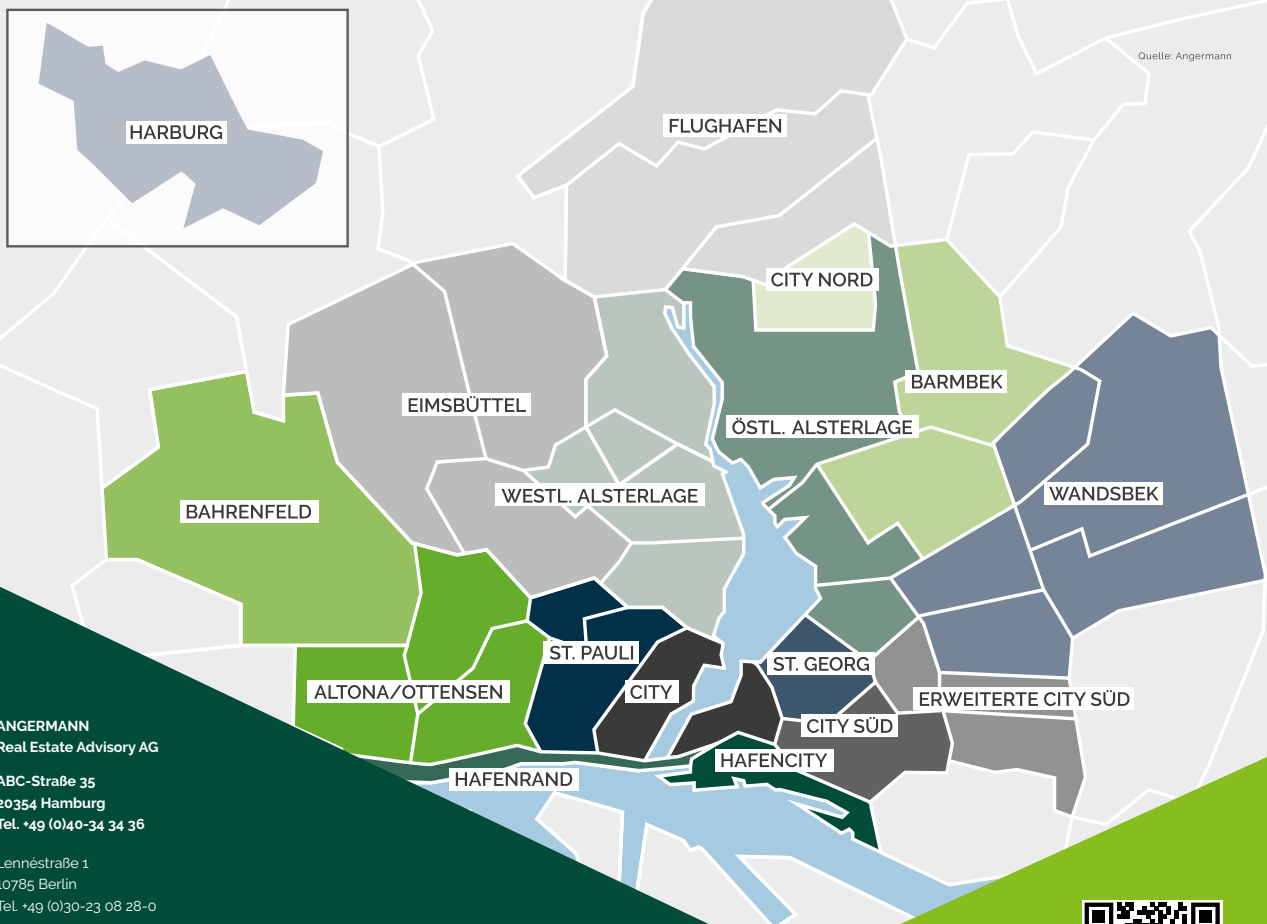 Quelle: Angermann
HARBURG
FLUGHAFEN
CITY NORD
BARMBEK
EIMSBÜTTEL
ÖSTL. ALSTERLAGE
WANDSBEK
WESTL. ALSTERLAGE
BAHRENFELD
ST. PAULI
ST. GEORG
ALTONA/OTTENSEN
CITY
ERWEITERTE CITY SÜD
CITY SÜD
HAFENCITY
HAFENRAND
ANGERMANN
Real Estate Advisory AG
ABC-Straße 35
20354 Hamburg
Tel. +49 (0)40-34 34 36
Lennéstraße 1
10785 Berlin
Tel. +49 (0)30-23 08 28-0